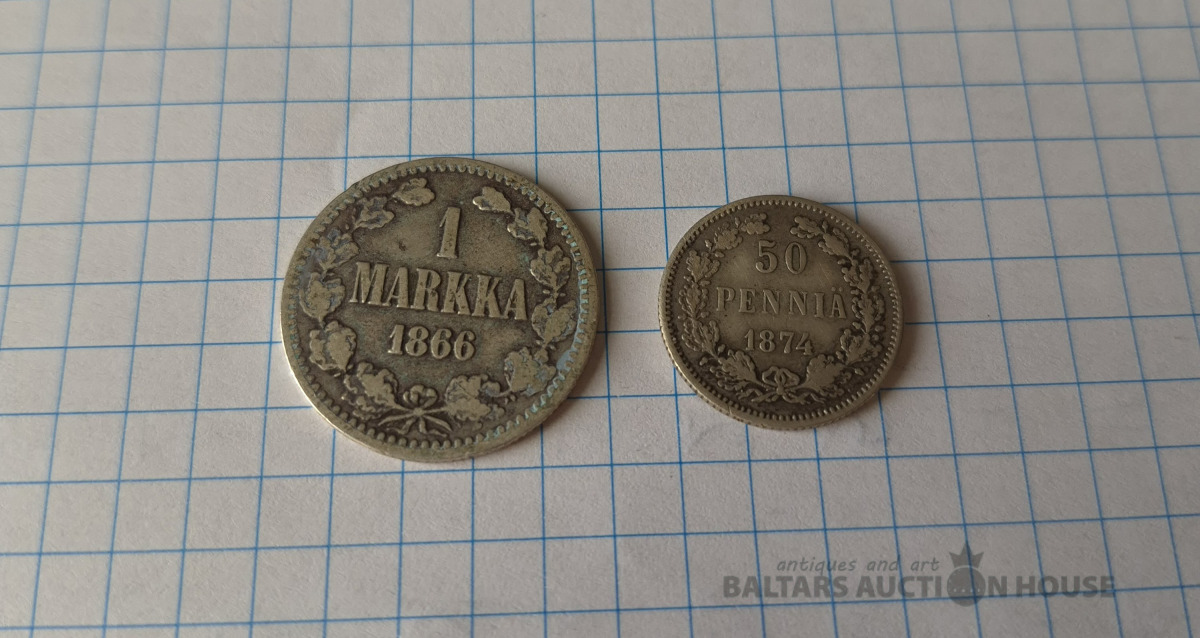 1
MARKKA
1866
50
PENNIÄ
1874
antiques and art
BALTARS AUCTION HOUSE